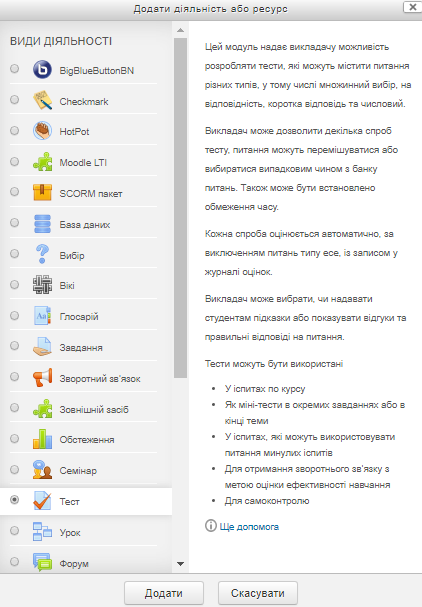 Додати діяльність або ресурс
ВИДИ ДІЯЛЬНОСТІ
BigBlueButtonBN
Checkmark
HotPot
Moodle LTI
SCORM пакет
База даних
Вибір
Вікі
Глосарій
Завдання
Зворотний зв'язок
Зовнішній засіб
Обстеження
Семінар
Тест
Урок
Форум
Цей модуль надає викладачу можливість
розробляти тести, які можуть містити питання
різних типів, у тому числі множинний вибір, на
відповідність, коротка відповідь та числовий.
Викладач може дозволити декілька спроб
тесту, питання можуть перемішуватися або
вибиратися випадковим чином з банку
питань. Також може бути встановлено
обмеження часу.
Кожна спроба оцінюється автоматично, за
виключенням питань типу есе, із записом у
журналі оцінок.
Викладач може вибрати, чи надавати
студентам підказки або показувати відгуки та
правильні відповіді на питання.
Тести можуть бути використані
• У іспитах по курсу
• Як міні-тести в окремих завданнях або в
кінці теми
• У іспитах, які можуть використовувати
питання минулих іспитів
• Для отримання зворотнього зв'язку з
метою оцінки ефективності навчання
• Для самоконтролю
Ще допомога
Додати
Скасувати